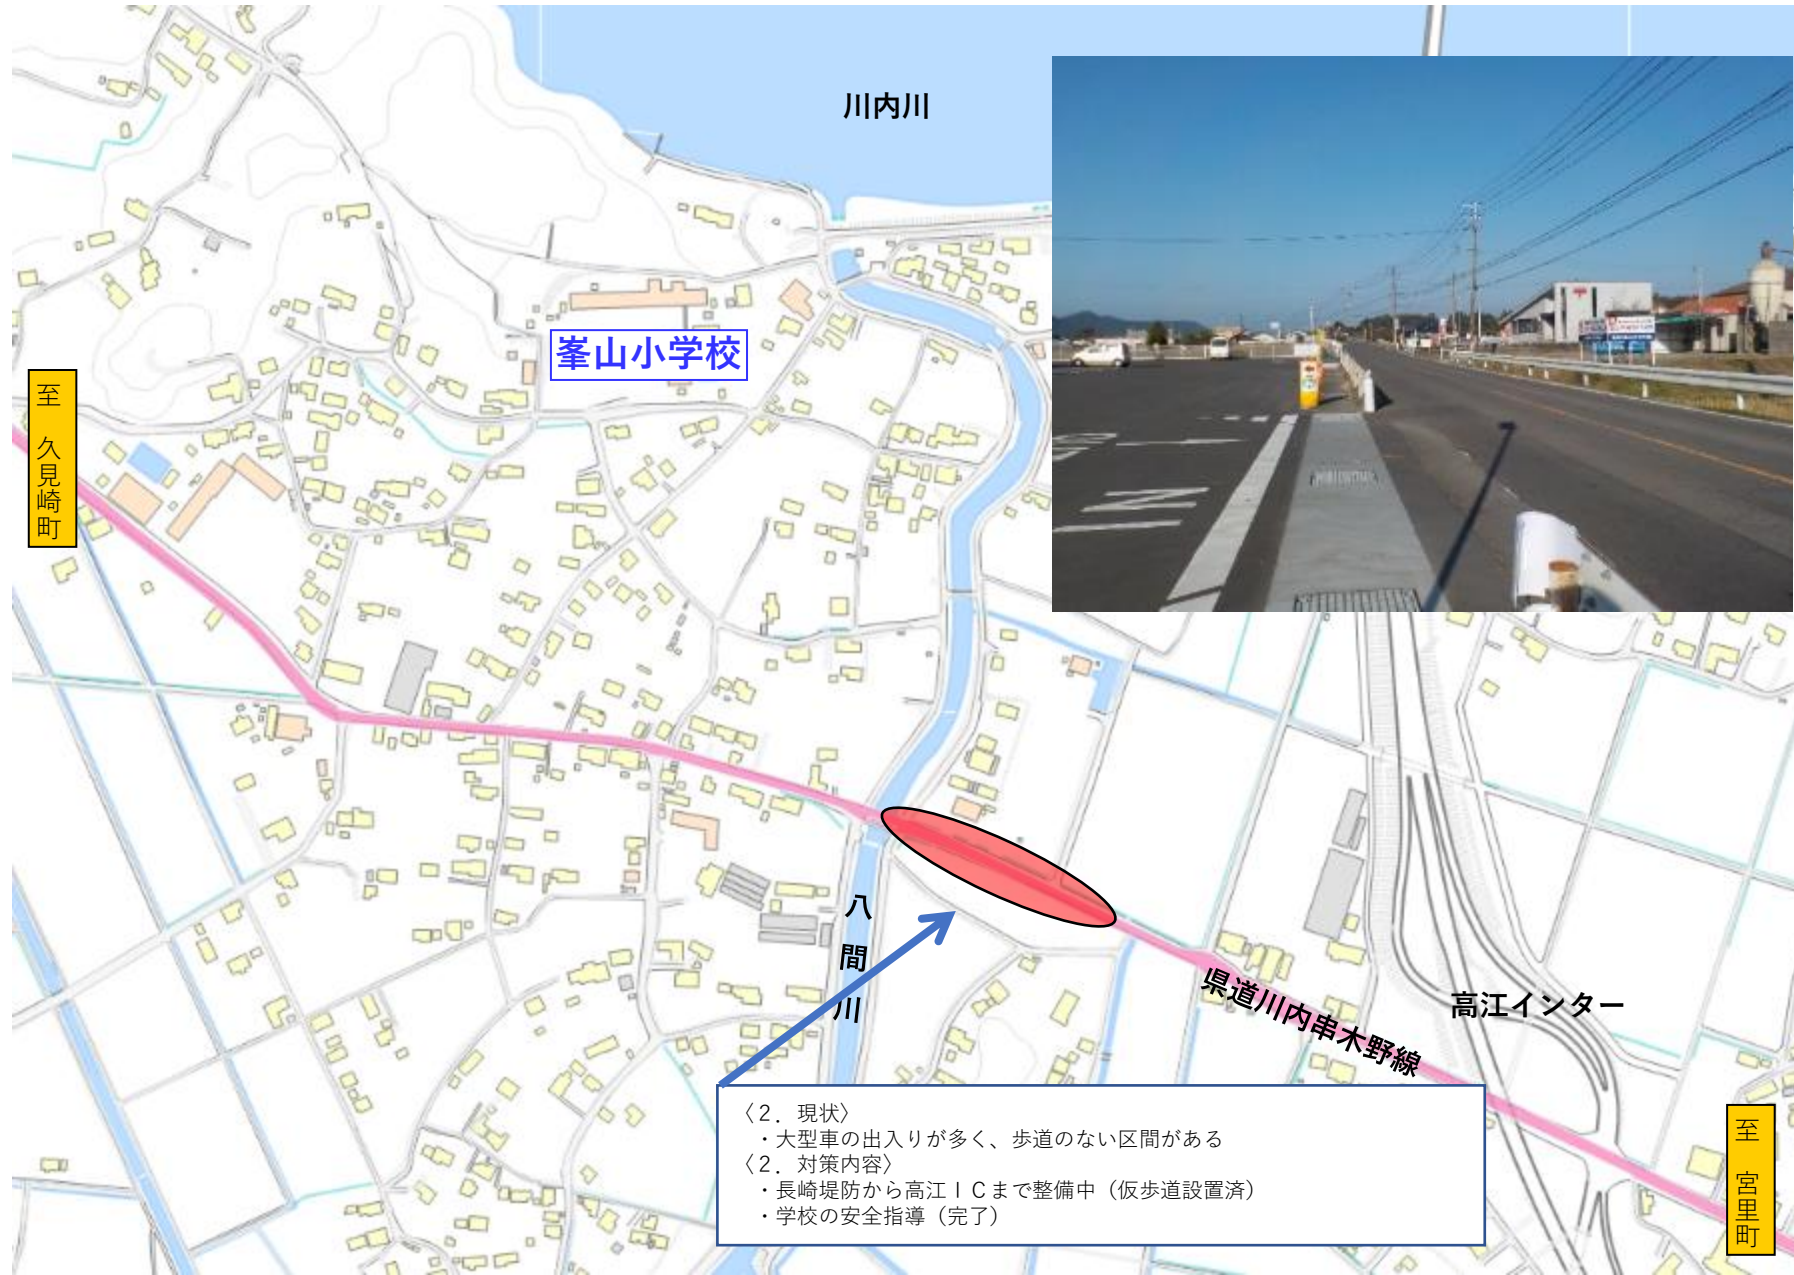 川内川
峯山小学校
至 久見崎町
八間川
県道川内串木野線
高江インター
至 宮里町
〈２．現状〉
・大型車の出入りが多く、歩道のない区間がある
〈２．対策内容〉
・長崎堤防から高江ＩＣまで整備中（仮歩道設置済）
・学校の安全指導（完了）